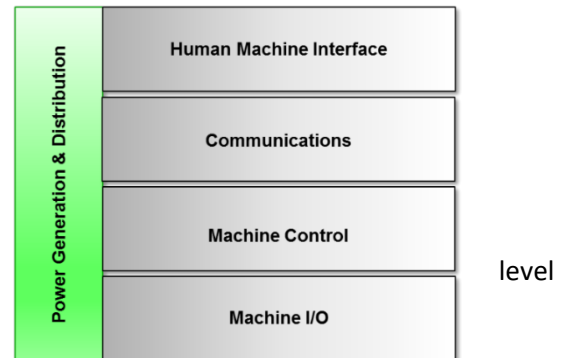 Power Generation & Distribution
Human Machine Interface
Communications
Machine Control
level
Machine I/O